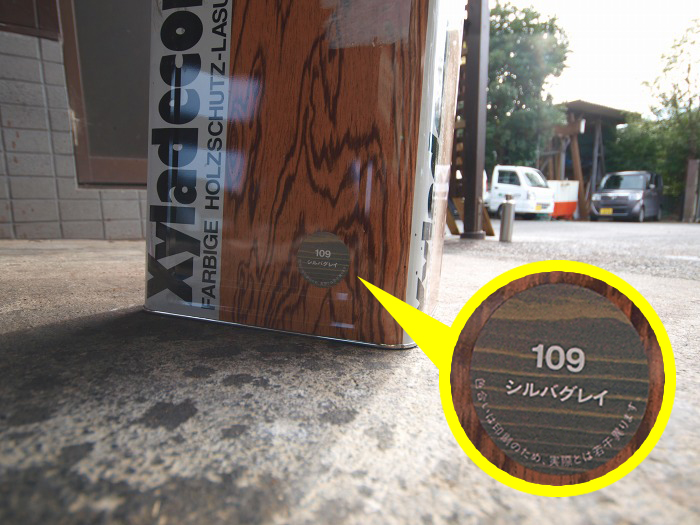 xyladecor
FARBIGE HOLZSCHUTZ-LASU
109
シルバグレイ
109
シルバグレイ
色合いは印刷のため、実際とは若干異ります。